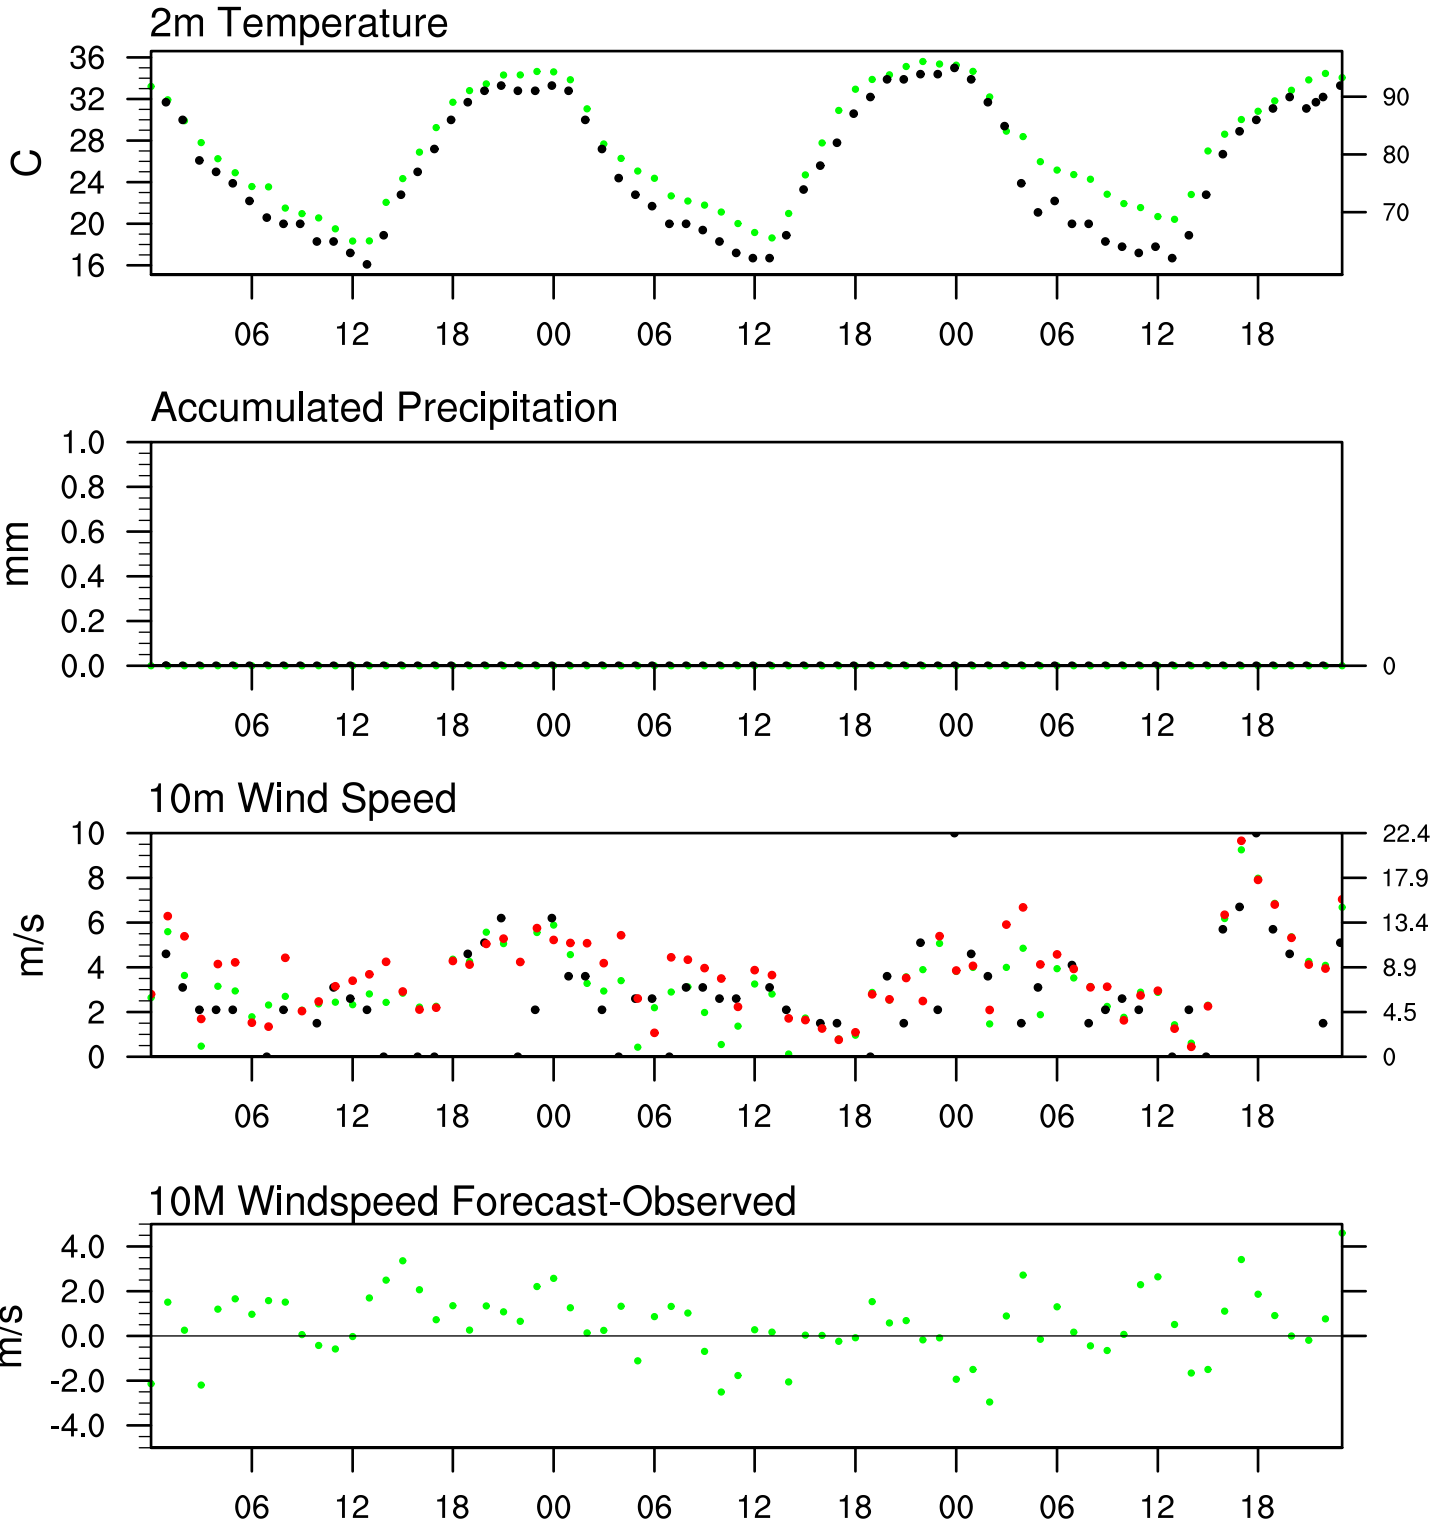 2m Temperature
36
32
28
24
20
16
C
90
80
70
06 12 18 00 06 12 18 00 06 12 18
Accumulated Precipitation
1.0
0.8
0.6
0.4
0.2
0.0
mm
0
06 12 18 00 06 12 18 00 06 12 18
10m Wind Speed
10
8
6
4
2
0
m/s
22.4
17.9
13.4
8.9
4.5
0
06 12 18 00 06 12 18 00 06 12 18
10M Windspeed Forecast-Observed
4.0
2.0
0.0
-2.0
-4.0
m/s
06 12 18 00 06 12 18 00 06 12 18